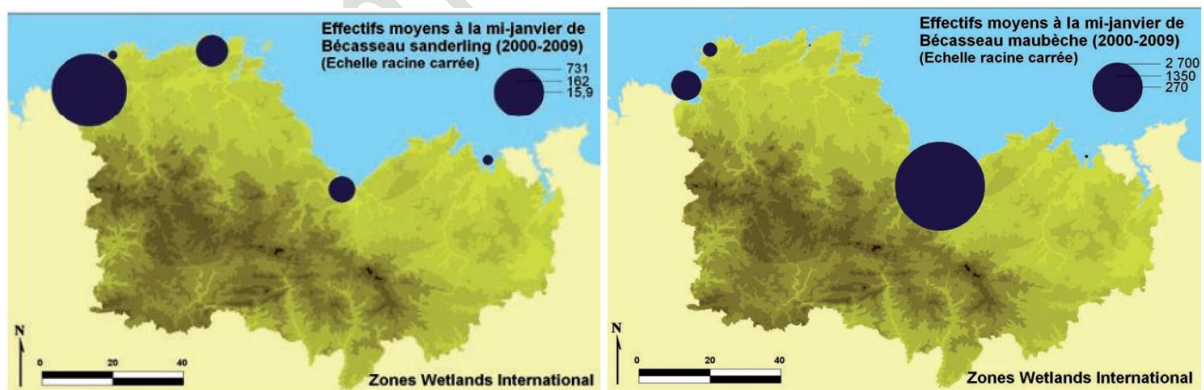 Effectifs moyens à la mi-janvier de
Bécasseau sanderling (2000-2009)
(Echelle racine carrée)
731
162
15,9
N
0 20 40
Zones Wetlands International
Effectifs moyens à la mi-janvier de
Bécasseau maubèche (2000-2009)
(Echelle racine carrée)
2 700
1350
270
N
0 20 40
Zones Wetlands International